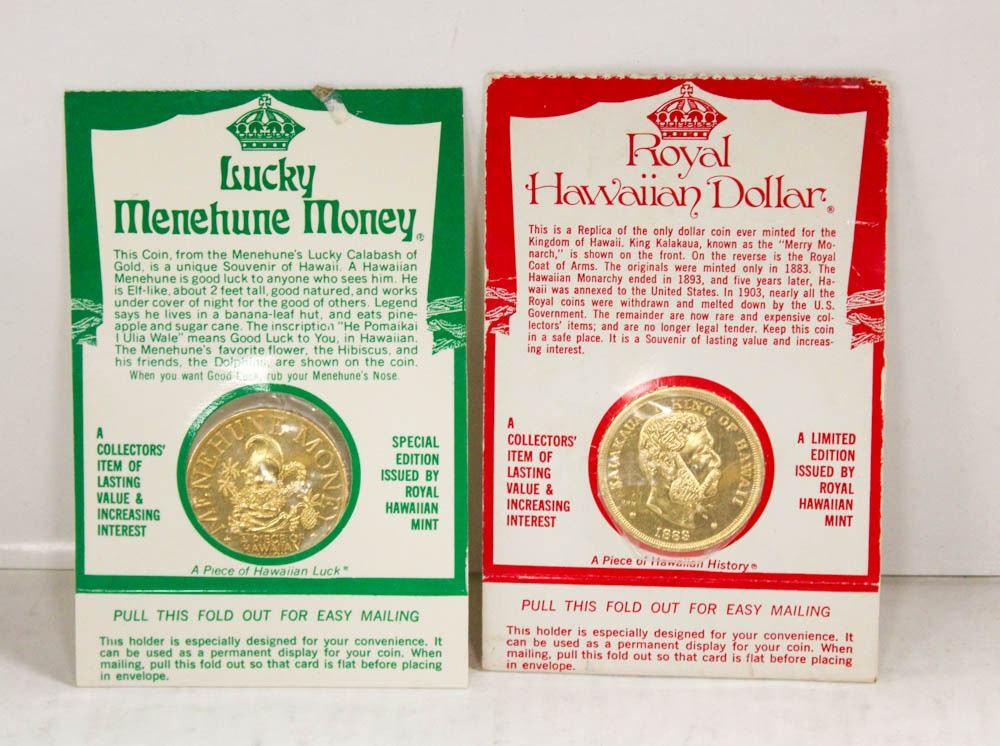 Lucky
Menehune Money®
This Coin, from the Menehune's Lucky Calabash of
Gold, is a unique Souvenir of Hawaii. A Hawaiian
Menehune is good luck to anyone who sees him. He
is Elf-like, about 2 feet tall, good natured, and works
under cover of night for the good of others. Legend
says he lives in a banana-leaf hut, and eats pine-
apple and sugar cane. The inscription "He Pomaikai
I Ulia Wale" means Good Luck to You, in Hawaiian.
The Menehune's favorite flower, the Hibiscus, and
his friends, the Dolphins, are shown on the coin.
When you want Good Luck, rub your Menehune's Nose.
A
COLLECTORS'
ITEM OF
LASTING
VALUE &
INCREASING
INTEREST
MENEHUNE MONEY
A PIECE OF
HAWAIIAN
SPECIAL
EDITION
ISSUED BY
ROYAL
HAWAIIAN
MINT
A Piece of Hawaiian Luck®
PULL THIS FOLD OUT FOR EASY MAILING
This holder is especially designed for your convenience. It
can be used as a permanent display for your coin. When
mailing, pull this fold out so that card is flat before placing
in envelope.
Royal
Hawaiian Dollar®
This is a Replica of the only dollar coin ever minted for the
Kingdom of Hawaii. King Kalakaua, known as the "Merry Mo-
narch," is shown on the front. On the reverse is the Royal
Coat of Arms. The originals were minted only in 1883. The
Hawaiian Monarchy ended in 1893, and five years later, Ha-
waii was annexed to the United States. In 1903, nearly all the
Royal coins were withdrawn and melted down by the U.S.
Government. The remainder are now rare and expensive col-
lectors' items; and are no longer legal tender. Keep this coin
in a safe place. It is a Souvenir of lasting value and increas-
ing interest.
A
COLLECTORS'
ITEM OF
LASTING
VALUE &
INCREASING
INTEREST
KALAKAUA I KING OF HAWAII
1883
A LIMITED
EDITION
ISSUED BY
ROYAL
HAWAIIAN
MINT
A Piece of Hawaiian History®
PULL THIS FOLD OUT FOR EASY MAILING
This holder is especially designed for your convenience. It
can be used as a permanent display for your coin. When
mailing, pull this fold out so that card is flat before placing
in envelope.